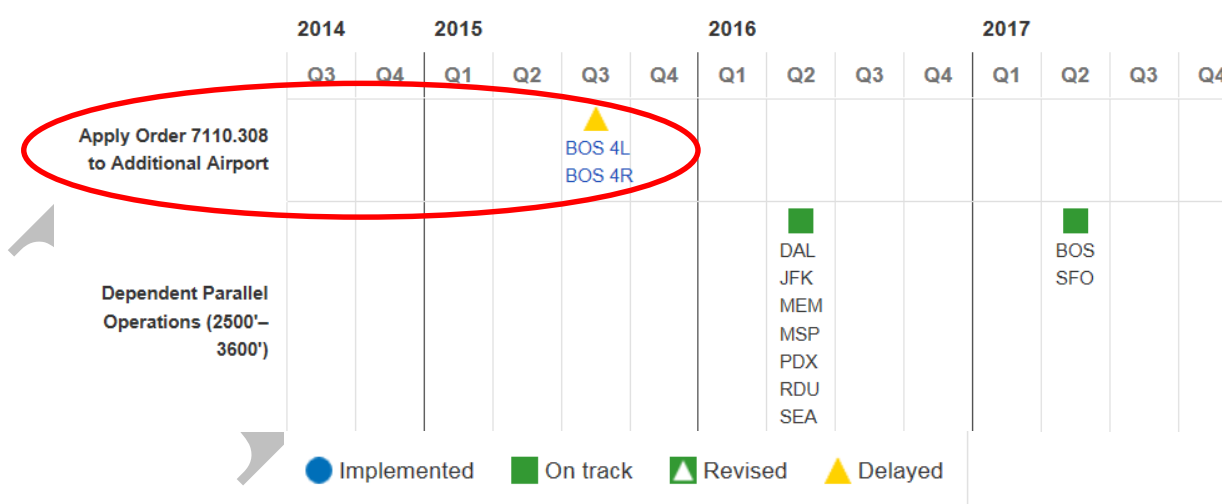 2014 2015 2016 2017
Q3 Q4 Q1 Q2 Q3 Q4 Q1 Q2 Q3 Q4 Q1 Q2 Q3 Q4
Apply Order 7110.308
to Additional Airport
BOS 4L
BOS 4R
Dependent Parallel
Operations (2500'–
3600')
DAL
JFK
MEM
MSP
PDX
RDU
SEA
BOS
SFO
Implemented On track Revised Delayed